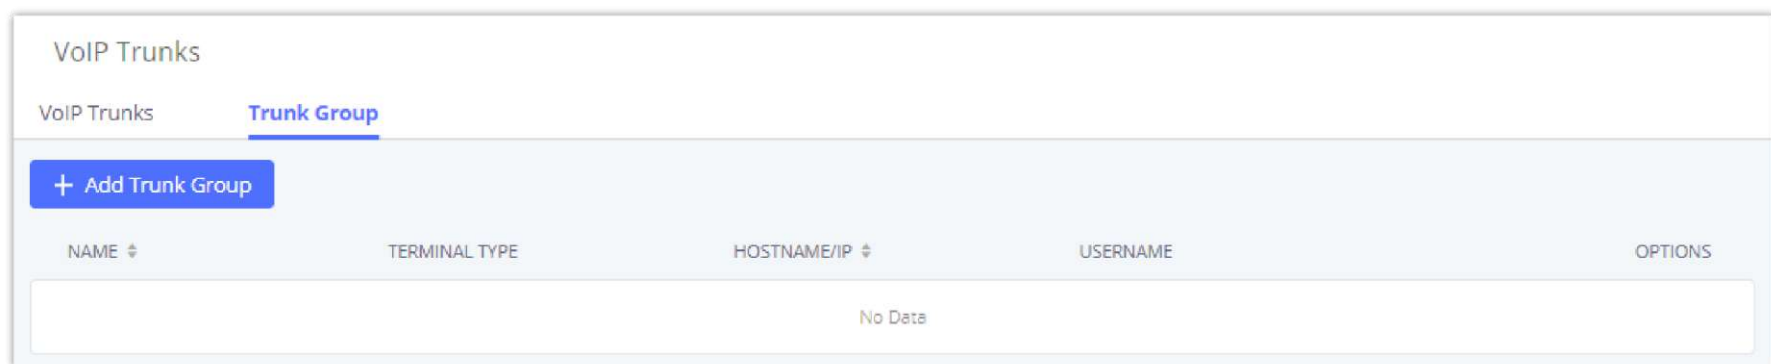 VoIP Trunks
VoIP Trunks Trunk Group
+ Add Trunk Group
NAME TERMINAL TYPE HOSTNAME/IP USERNAME OPTIONS
No Data